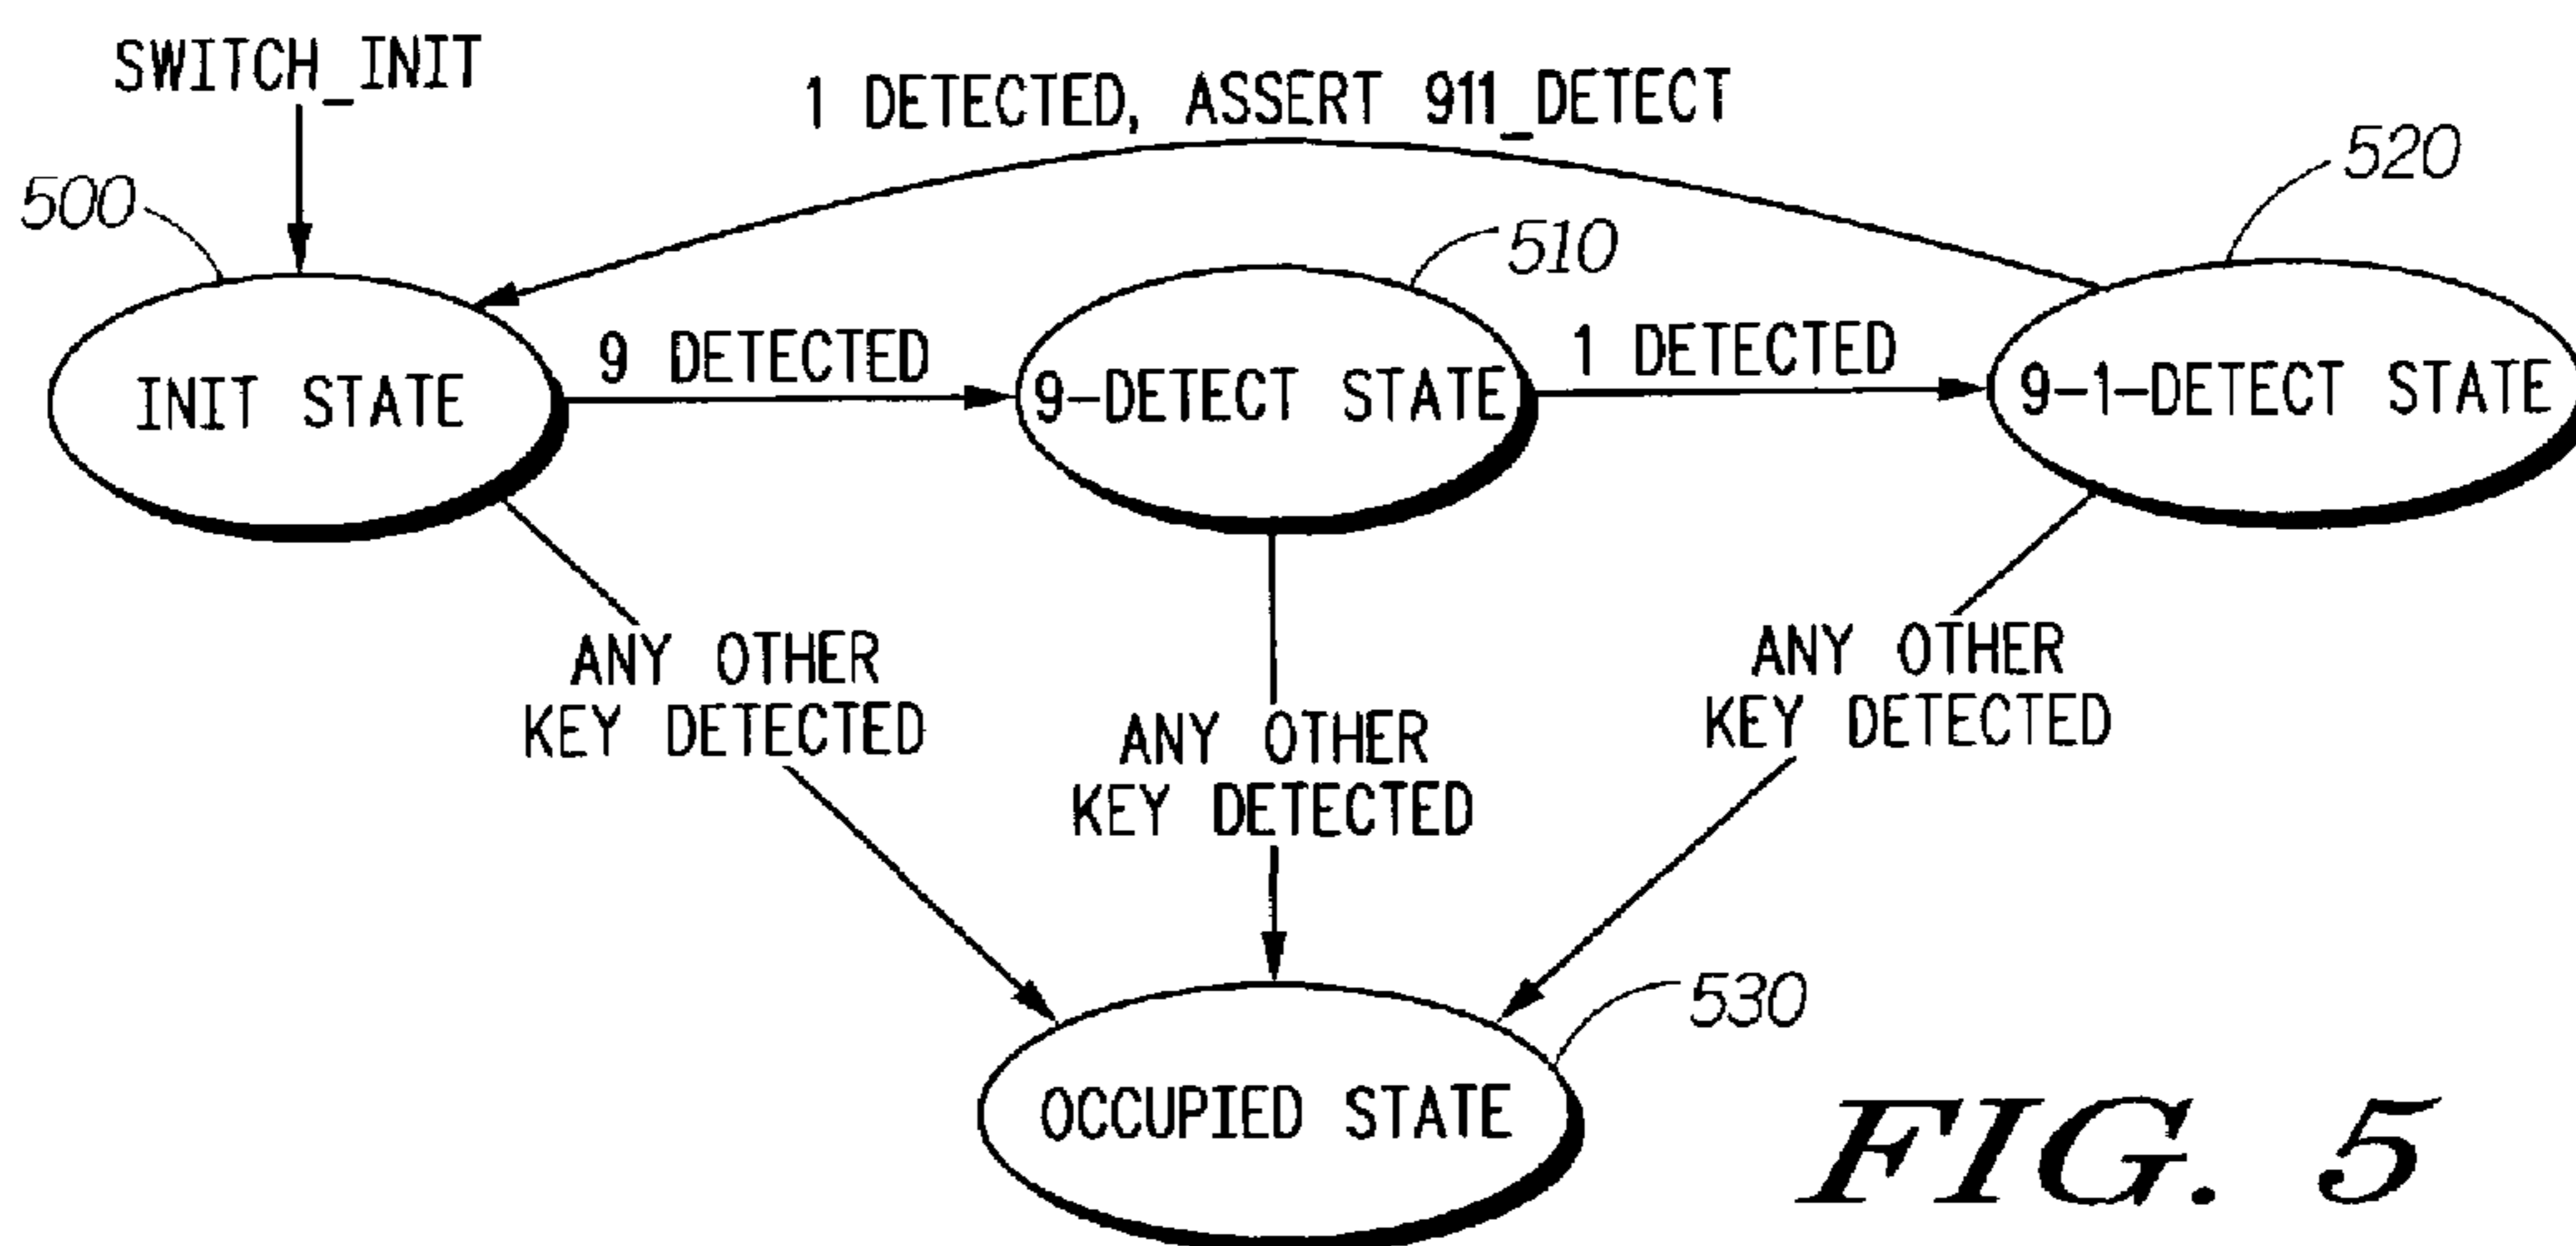 SWITCH_INIT
1 DETECTED, ASSERT 911_DETECT
500
510
520
INIT STATE
9 DETECTED
9-DETECT STATE
1 DETECTED
9-1-DETECT STATE
ANY OTHER
KEY DETECTED
ANY OTHER
KEY DETECTED
ANY OTHER
KEY DETECTED
530
OCCUPIED STATE
FIG. 5